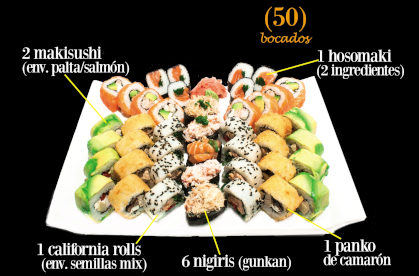 (50)
bocados
2 makisushi
(env. palta/salmón)
1 hosomaki
(2 ingredientes)
1 california rolls
(env. semillas mix)
6 nigiris (gunkan)
1 panko
de camarón